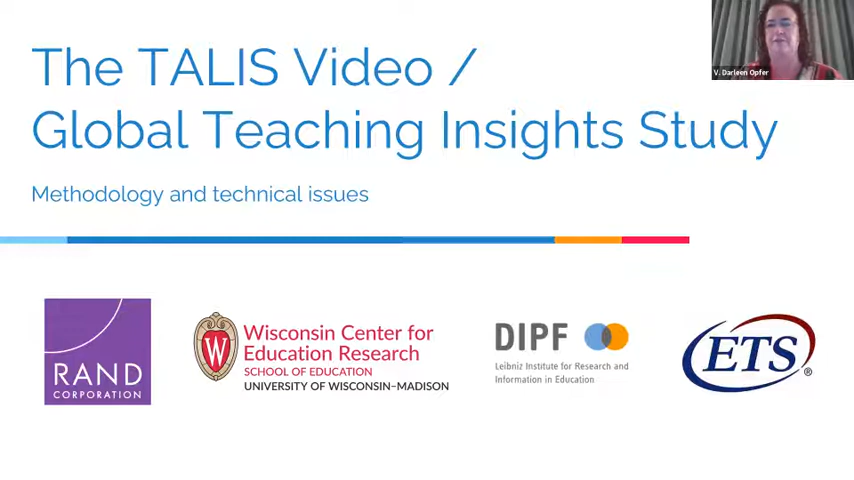 The TALIS Video /
Global Teaching Insights Study
Methodology and technical issues
V. Darleen Opfer
RAND
CORPORATION
W
Wisconsin Center for
Education Research
SCHOOL OF EDUCATION
UNIVERSITY OF WISCONSIN–MADISON
DIPF
Leibniz Institute for Research and
Information in Education
ETS®